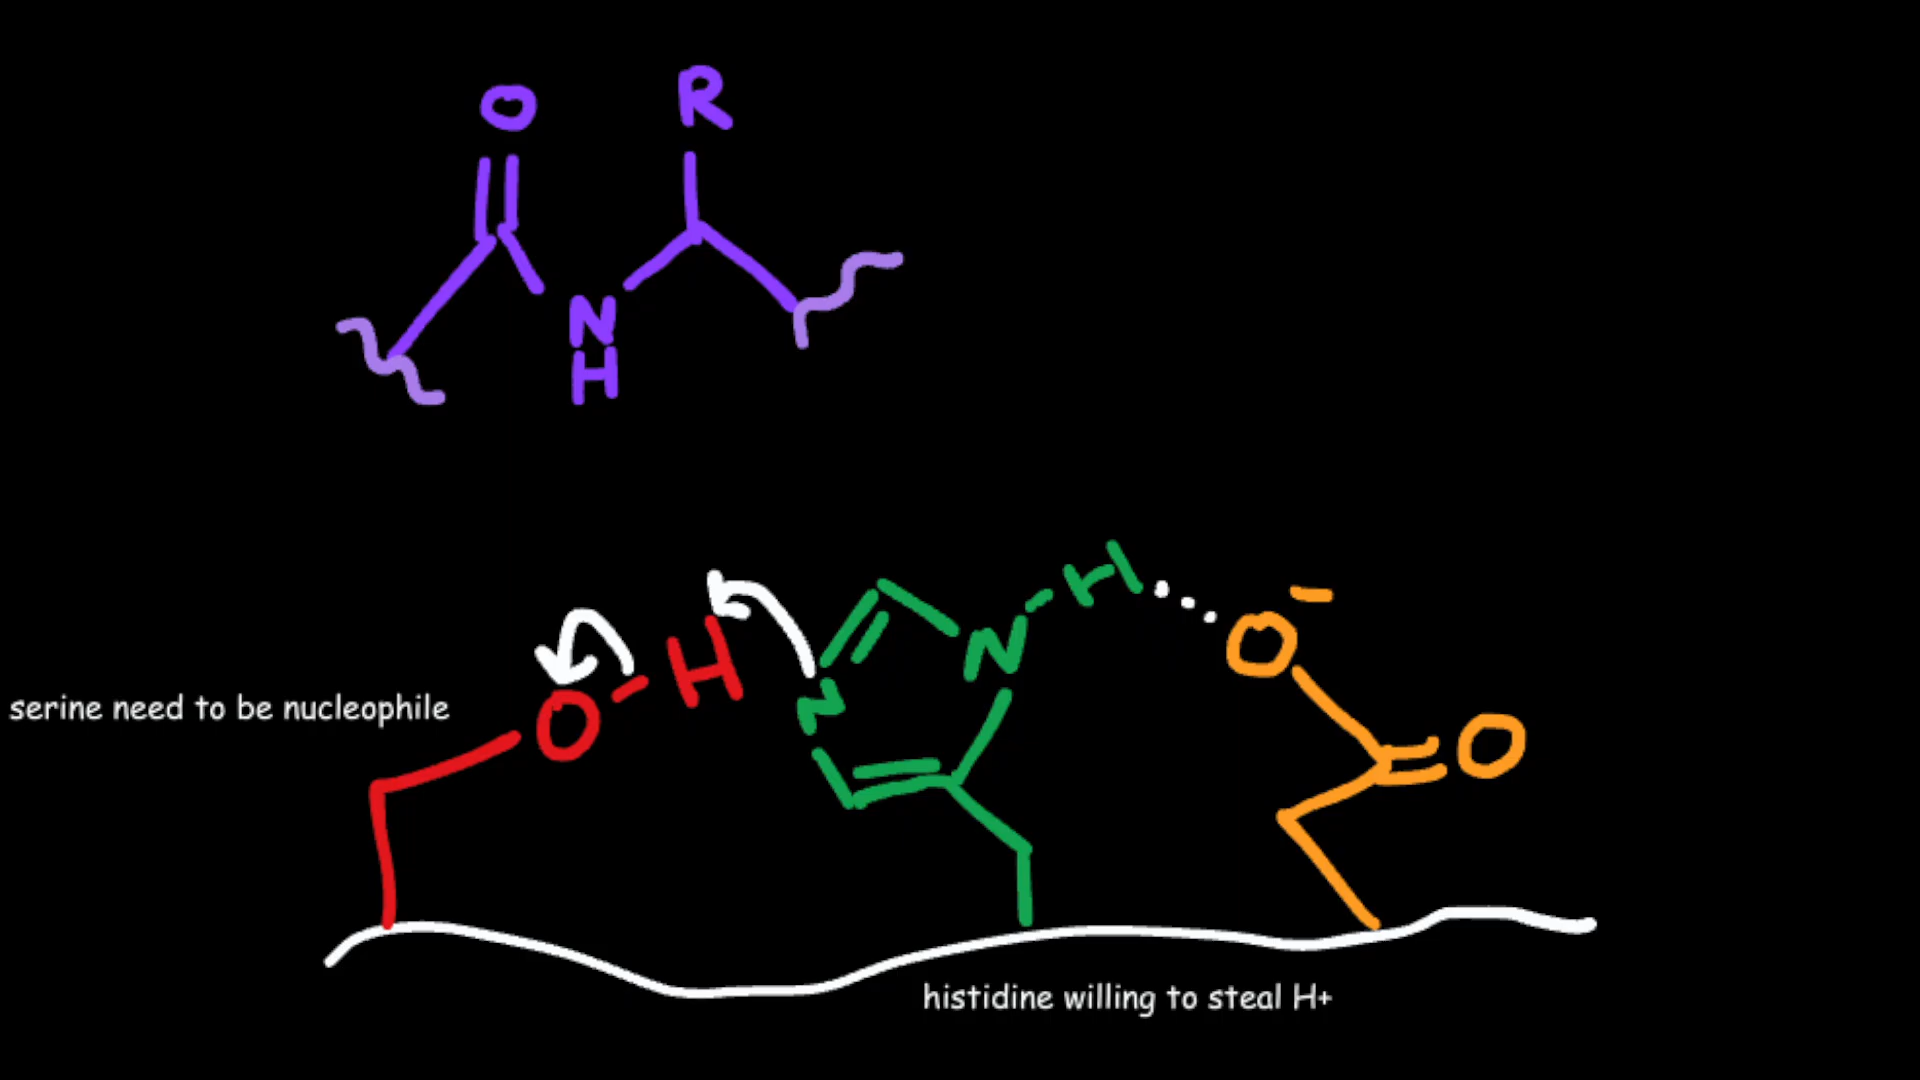 O
R
N
H
H
O
–
O
H
N
N
O
O
serine need to be nucleophile
histidine willing to steal H+